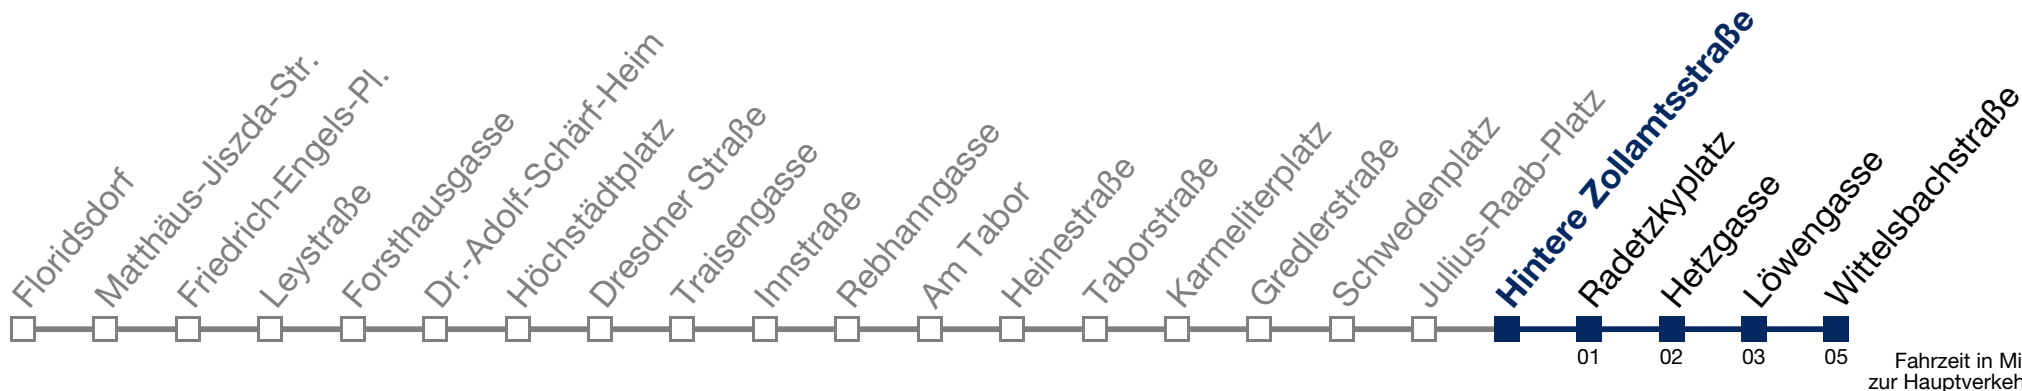 Floridsdorf
Matthäus-Jiszda-Str.
Friedrich-Engels-Pl.
Leystraße
Forsthausgasse
Dr.-Adolf-Schärf-Heim
Höchstädtplatz
Dresdner Straße
Traisengasse
Innstraße
Rebhanngasse
Am Tabor
Heinestraße
Taborstraße
Karmeliterplatz
Gredlerstraße
Schwedenplatz
Julius-Raab-Platz
Hintere Zollamtsstraße
Radetzkyplatz
Hetzgasse
Löwengasse
Wittelsbachstraße
01
02
03
05
Fahrzeit in Mi
zur Hauptverkeh